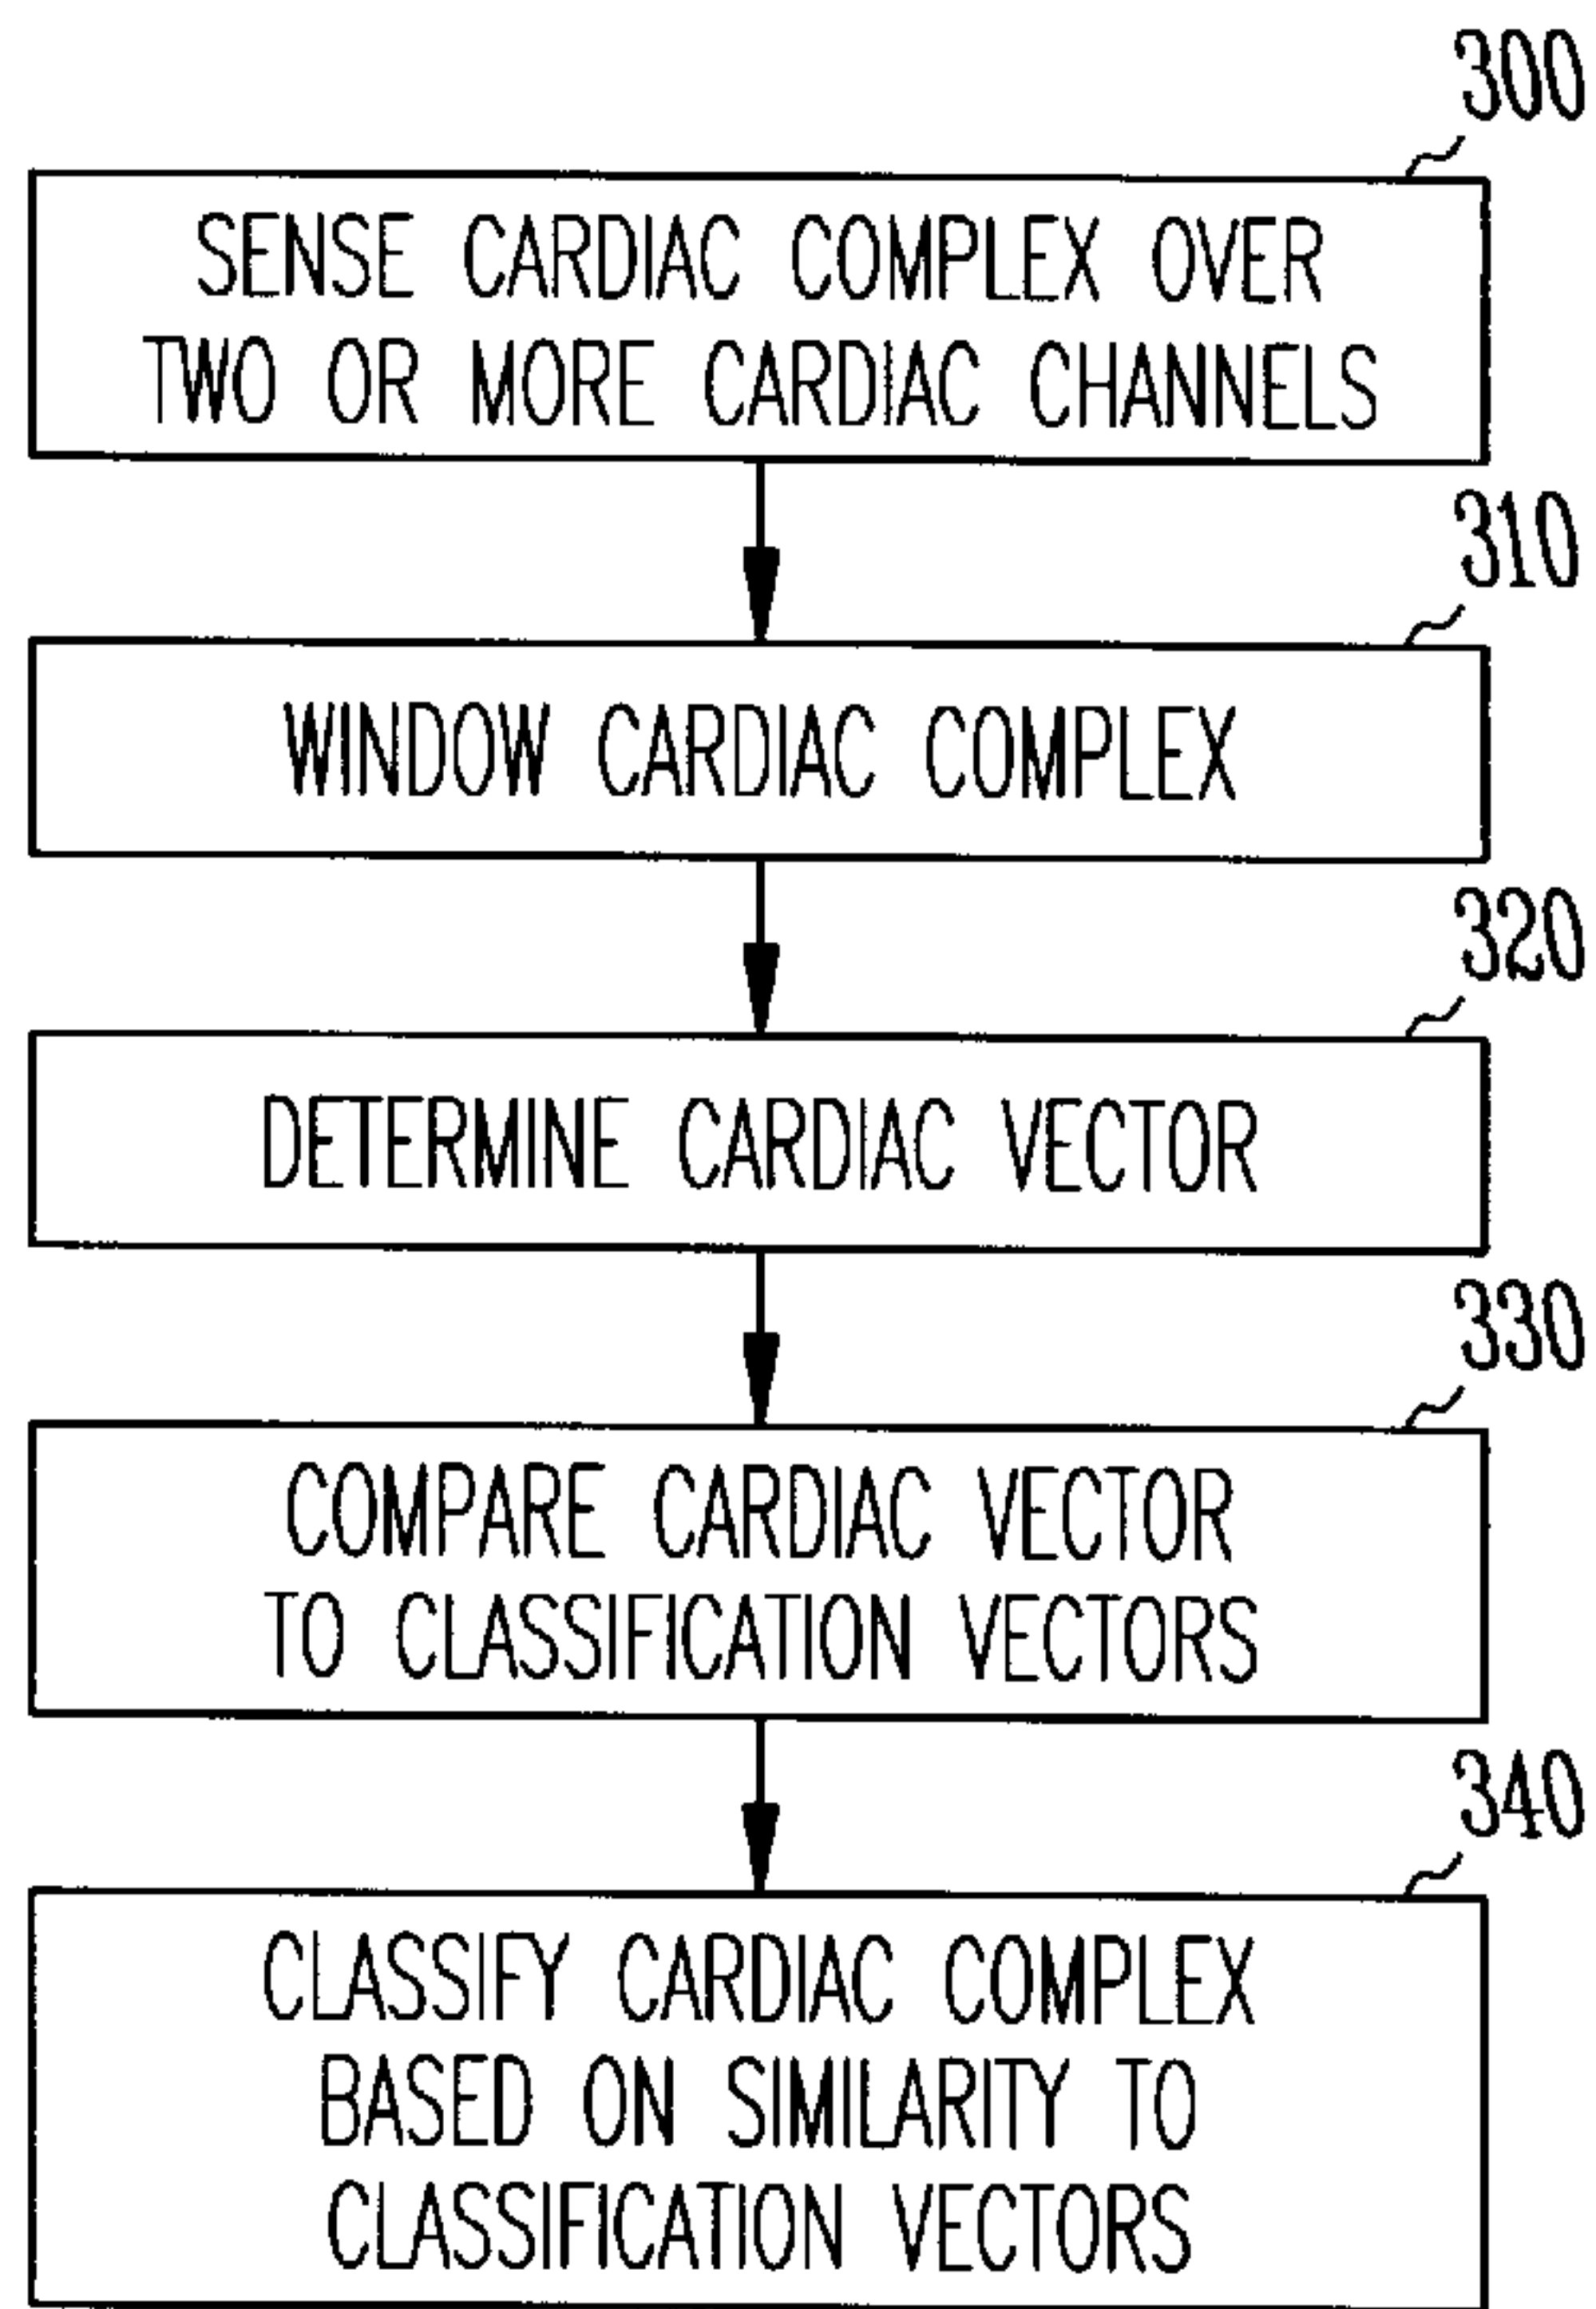 300
SENSE CARDIAC COMPLEX OVER
TWO OR MORE CARDIAC CHANNELS
310
WINDOW CARDIAC COMPLEX
320
DETERMINE CARDIAC VECTOR
330
COMPARE CARDIAC VECTOR
TO CLASSIFICATION VECTORS
340
CLASSIFY CARDIAC COMPLEX
BASED ON SIMILARITY TO
CLASSIFICATION VECTORS